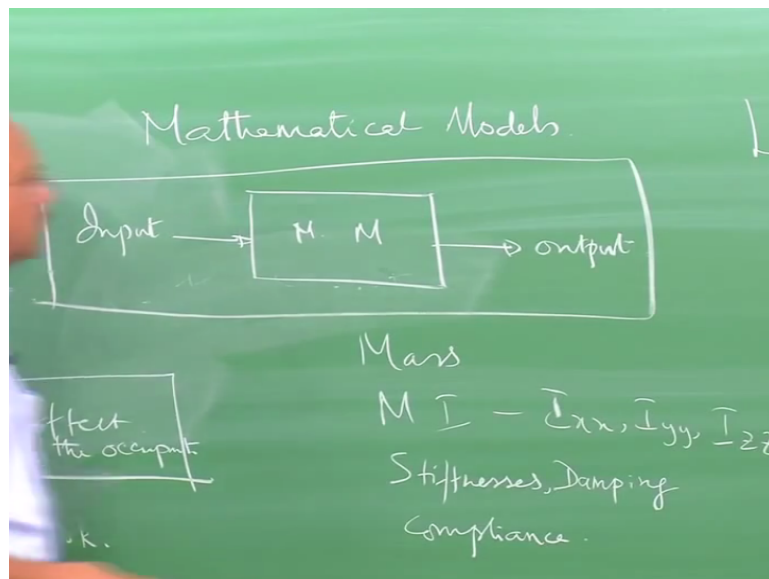 Mathematical Models.
Input → M. M → output
Mass
M I - Ixx, Iyy, Izz
Stiffnesses, Damping
Compliance.
the occupant